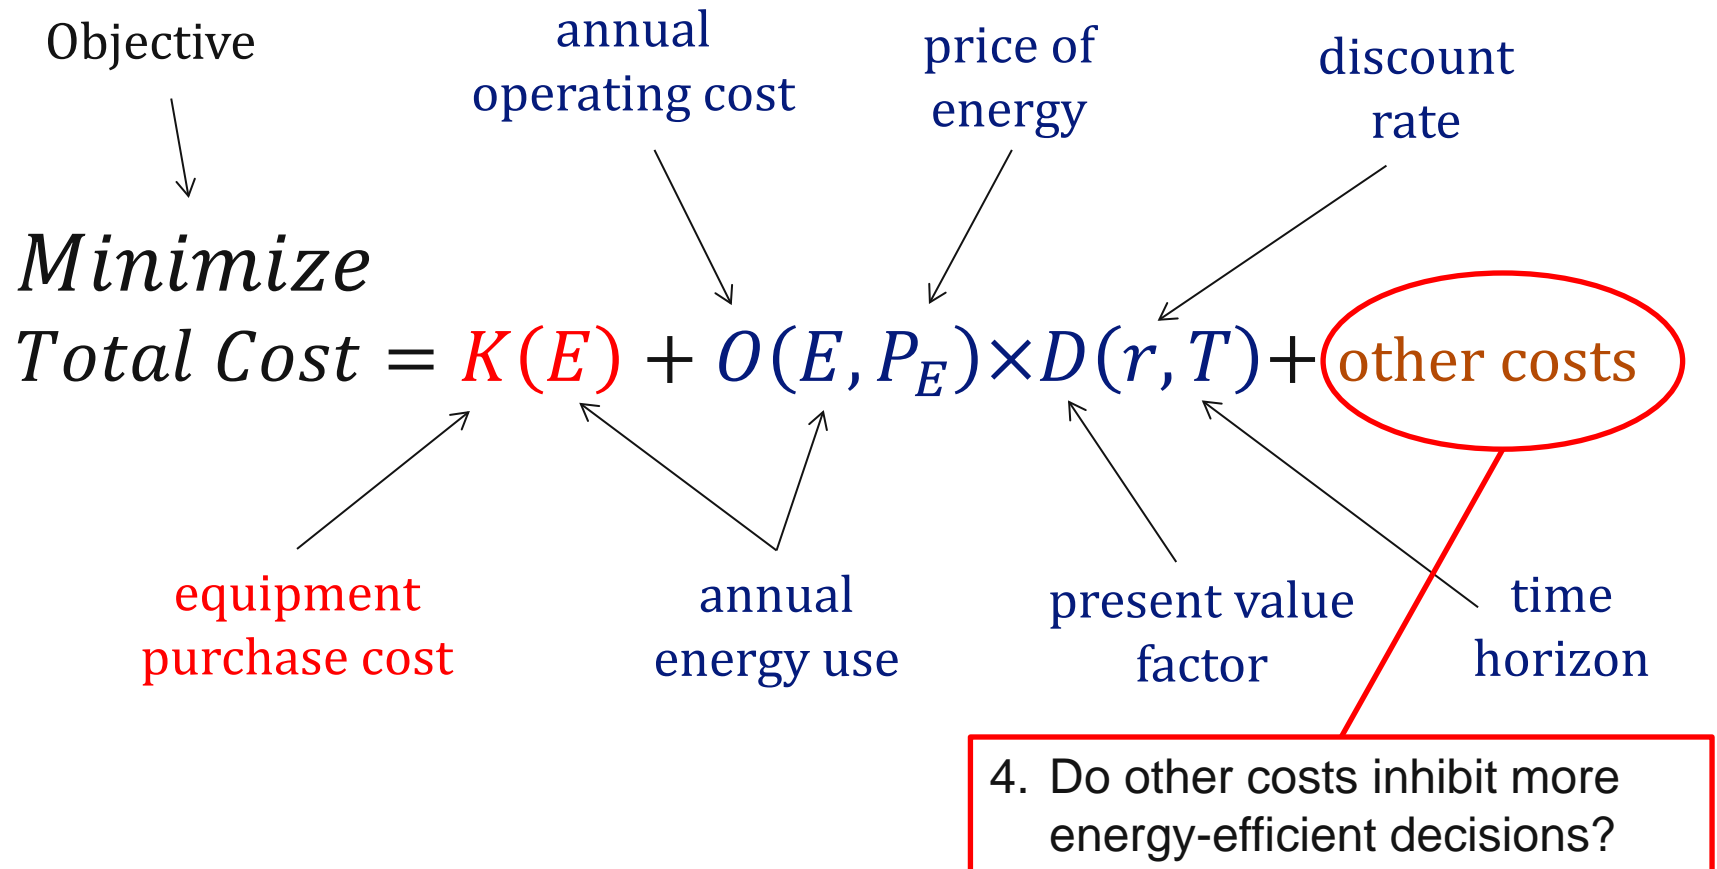 Objective
annual
operating cost
price of
energy
discount
rate
Minimize
Total Cost = K(E) + O(E, P_E)×D(r, T)+ other costs
equipment
purchase cost
annual
energy use
present value
factor
time
horizon
4. Do other costs inhibit more
energy-efficient decisions?